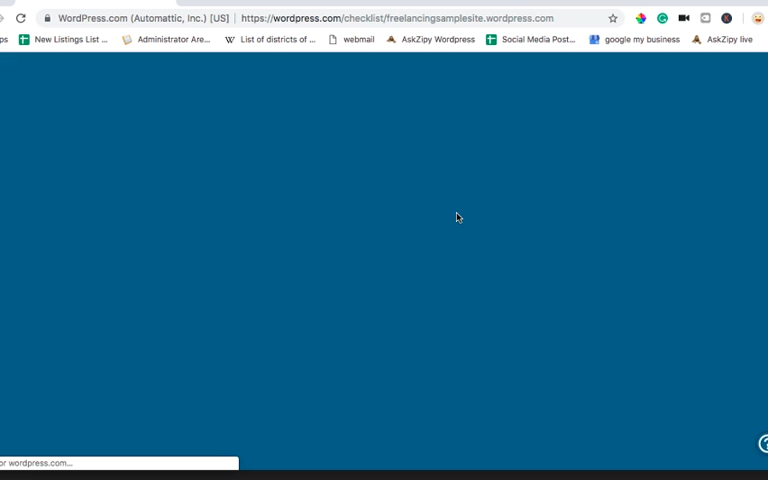 WordPress.com (Automattic, Inc.) [US] https://wordpress.com/checklist/freelancingsamplesite.wordpress.com
ps New Listings List ... Administrator Are... W List of districts of ... webmail AskZipy Wordpress Social Media Post... google my business AskZipy live
or wordpress.com...